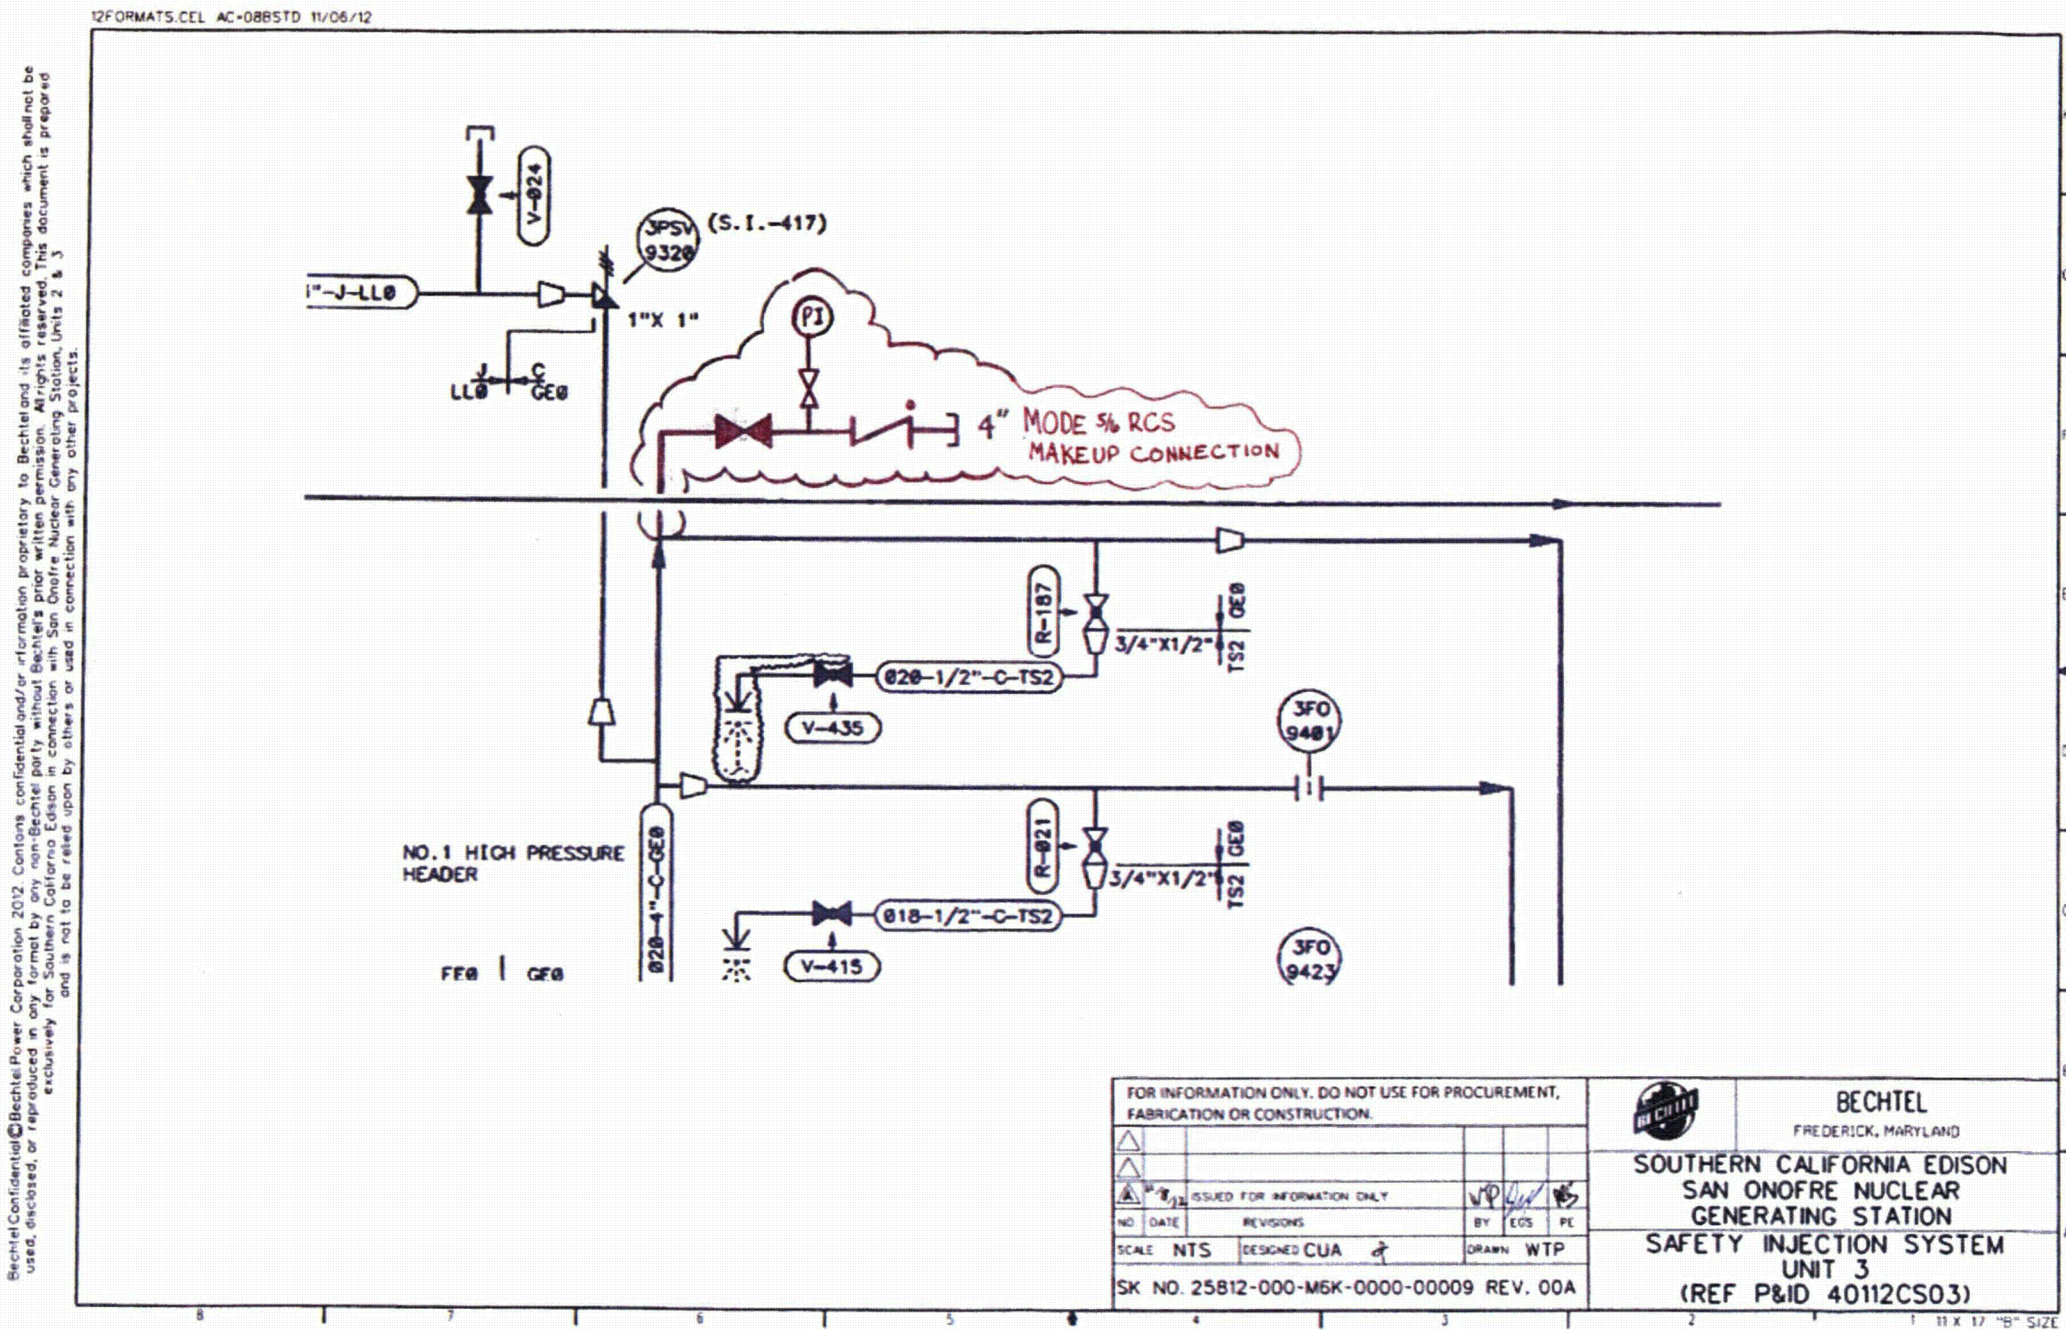 12FORMATS.CEL AC-08BSTD 11/06/12
Bechtel Confidential © Bechtel Power Corporation 2012. Contains confidential and/or information proprietary to Bechtel and its affiliated companies which shall not be
used, disclosed, or reproduced in any format by any non-Bechtel party without Bechtel's prior written permission. All rights reserved. This document is prepared
exclusively for Southern California Edison in connection with San Onofre Nuclear Generating Station, Units 2 & 3
and is not to be relied upon by others or used in connection with any other projects.
V-024
3PSV
9320
(S.I.-417)
"-J-LL0
1"X 1"
J
C
LL0
GE0
PI
4" MODE 5/6 RCS
MAKEUP CONNECTION
R-187
GE0
3/4"X1/2"
TS2
020-1/2"-C-TS2
V-435
3FO
9401
NO.1 HIGH PRESSURE
HEADER
020-4"-C-GE0
R-021
GE0
3/4"X1/2"
TS2
018-1/2"-C-TS2
V-415
3FO
9423
FE0
GE0
FOR INFORMATION ONLY. DO NOT USE FOR PROCUREMENT,
FABRICATION OR CONSTRUCTION.
A ISSUED FOR INFORMATION ONLY
NO. DATE REVISIONS BY EGS PE
SCALE NTS DESIGNED CUA DRAWN WTP
SK NO. 25812-000-M6K-0000-00009 REV. 00A
BECHTEL
FREDERICK, MARYLAND
SOUTHERN CALIFORNIA EDISON
SAN ONOFRE NUCLEAR
GENERATING STATION
SAFETY INJECTION SYSTEM
UNIT 3
(REF P&ID 40112CS03)
8 7 6 5 4 3 2 1
11 X 17 "B" SIZE